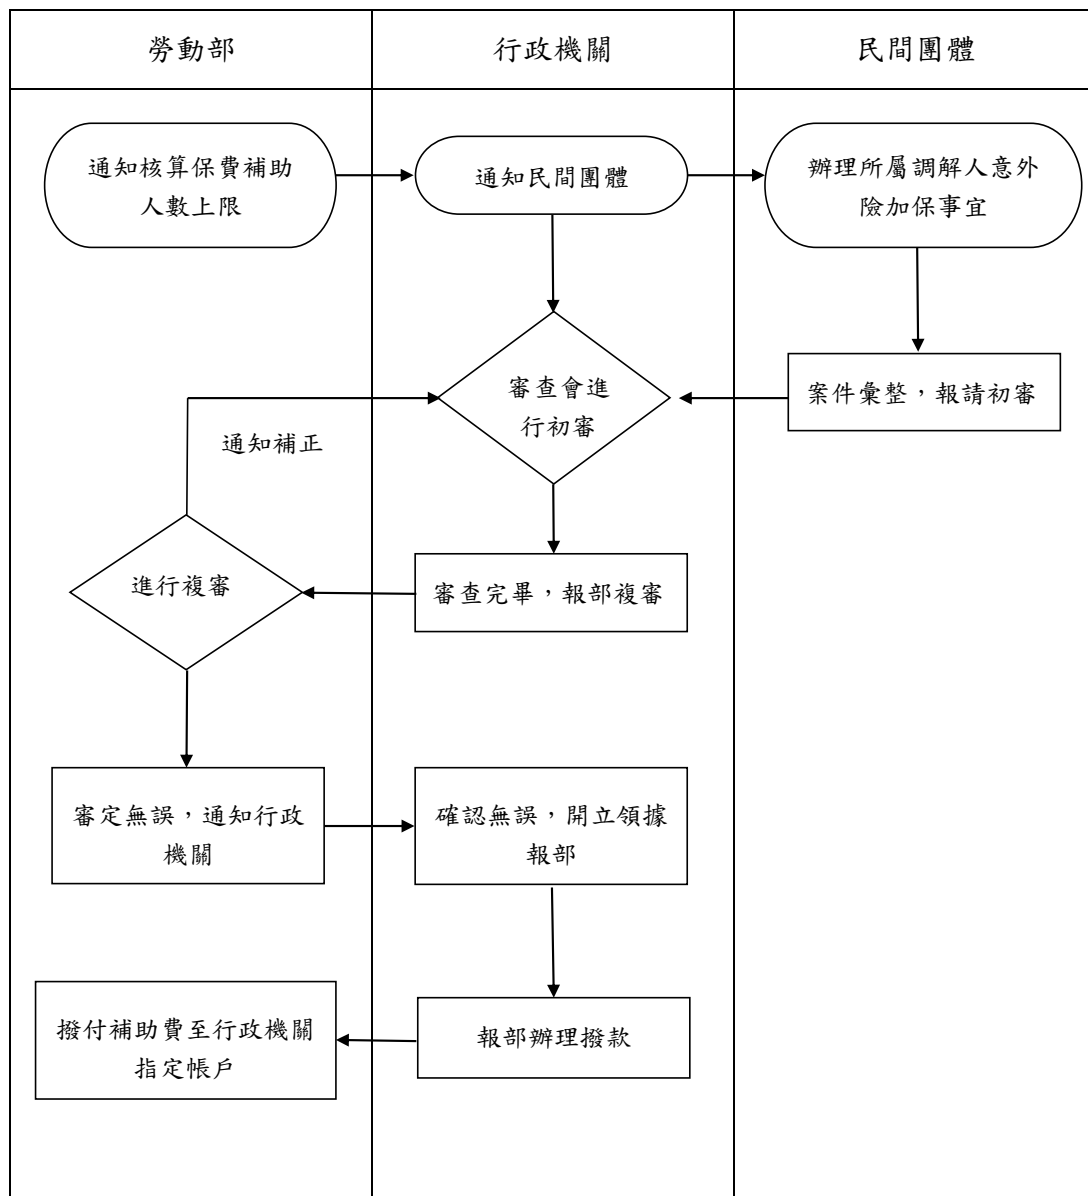 勞動部
行政機關
民間團體
通知核算保費補助
人數上限
通知民間團體
辦理所屬調解人意外
險加保事宜
審查會進
行初審
案件彙整，報請初審
通知補正
進行複審
審查完畢，報部複審
審定無誤，通知行政
機關
確認無誤，開立領據
報部
撥付補助費至行政機關
指定帳戶
報部辦理撥款